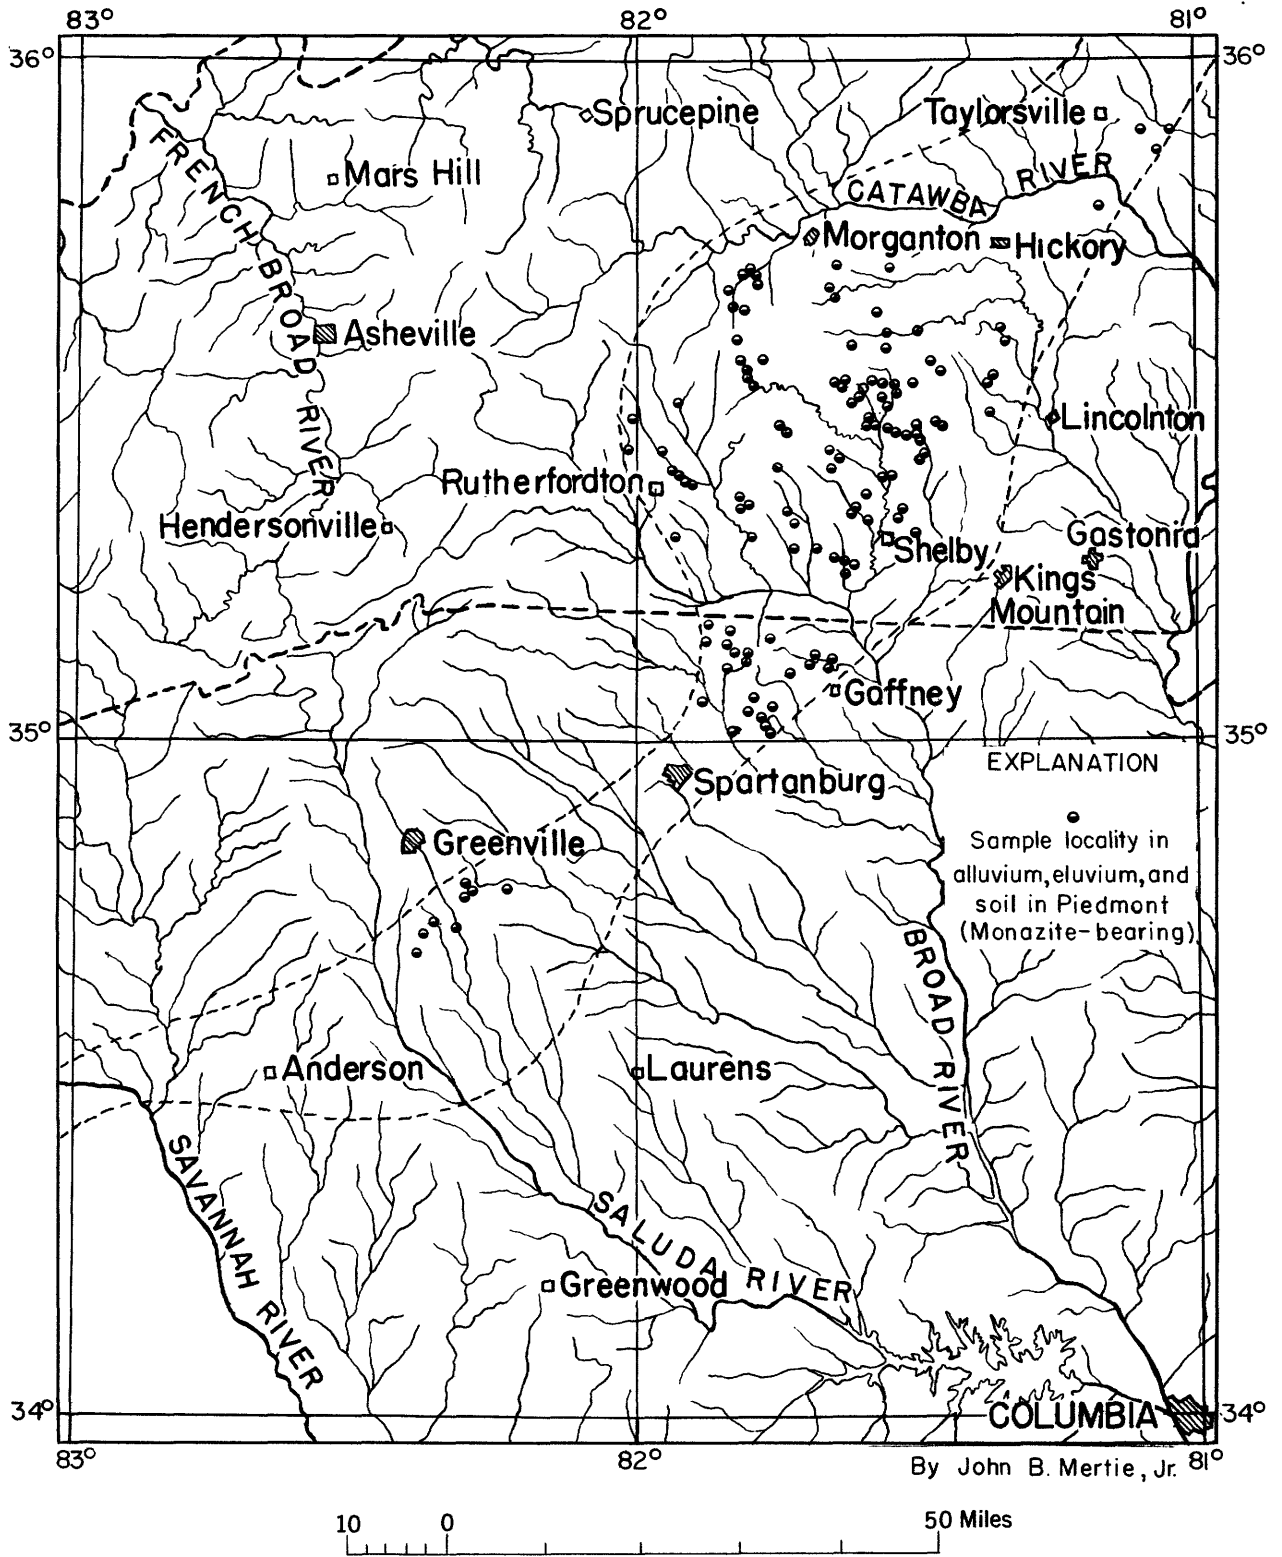 83° 82° 81°
36° 36°
Sprucepine
Taylorsville
Mars Hill
FRENCH BROAD RIVER
CATAWBA RIVER
Morganton
Hickory
Asheville
Lincolnton
Rutherfordton
Hendersonville
Shelby
Gastonia
Kings
Mountain
Gaffney
35° 35°
EXPLANATION
Sample locality in
alluvium, eluvium, and
soil in Piedmont
(Monazite-bearing)
Spartanburg
Greenville
BROAD RIVER
Anderson
Laurens
SAVANNAH RIVER
SALUDA RIVER
Greenwood
COLUMBIA
34° 34°
83° 82° 81°
By John B. Mertie, Jr.
10 0 50 Miles